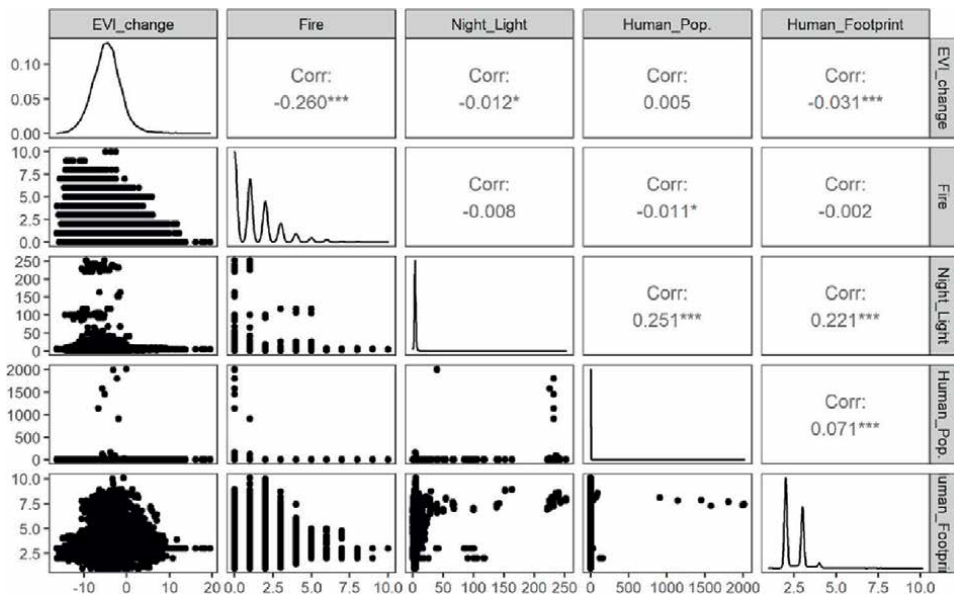 EVI_change Fire Night_Light Human_Pop. Human_Footprint
0.10
0.05
0.00
Corr:
-0.260***
Corr:
-0.012*
Corr:
0.005
Corr:
-0.031***
EVI_change
10.0
7.5
5.0
2.5
0.0
Corr:
-0.008
Corr:
-0.011*
Corr:
-0.002
Fire
250
200
150
100
50
0
Corr:
0.251***
Corr:
0.221***
Night_Light
2000
1500
1000
500
0
Corr:
0.071***
Human_Pop.
10.0
7.5
5.0
2.5
Human_Footprin
-10 0 10 20 0.0 2.5 5.0 7.5 10.0 0 50 100 150 200 250 0 500 1000 1500 2000 2.5 5.0 7.5 10.0